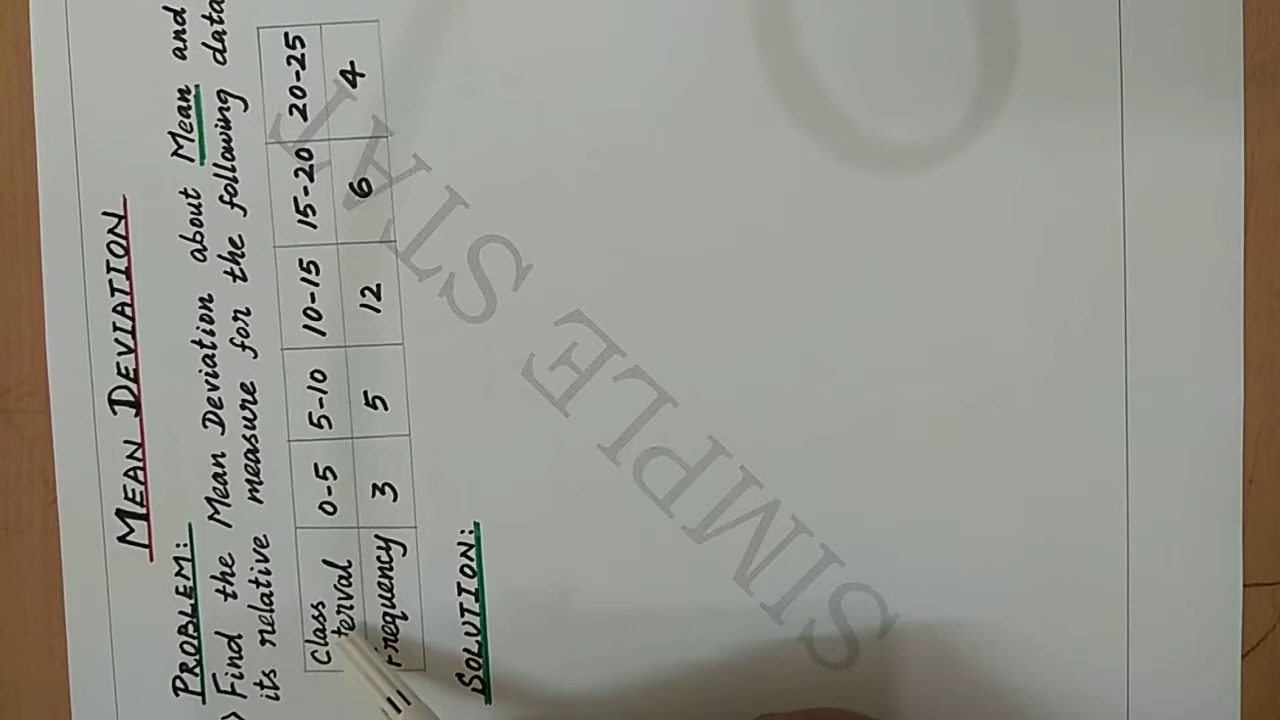 MEAN DEVIATION
PROBLEM:
) Find the Mean Deviation about Mean and
its relative measure for the following data
Class terval 0-5 5-10 10-15 15-20 20-25
requency 3 5 12 6 4
SOLUTION:
SIMPLE STAN